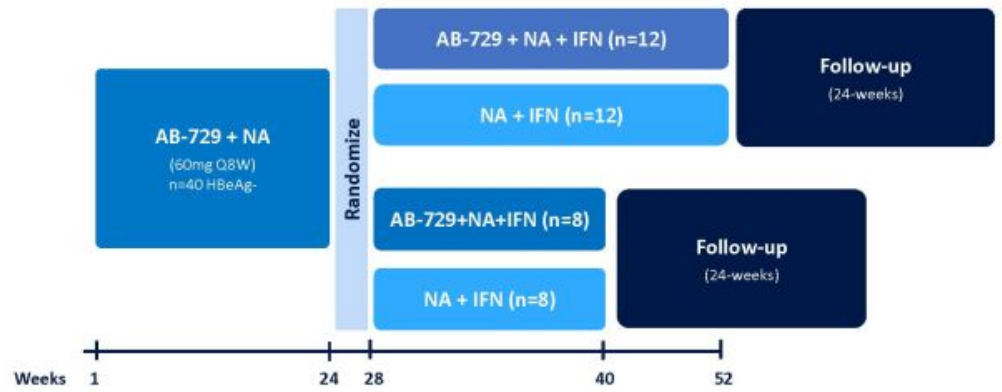 AB-729 + NA
(60mg Q8W)
n=40 HBeAg-
Randomize
AB-729 + NA + IFN (n=12)
NA + IFN (n=12)
Follow-up
(24-weeks)
AB-729+NA+IFN (n=8)
NA + IFN (n=8)
Follow-up
(24-weeks)
Weeks 1 24 28 40 52